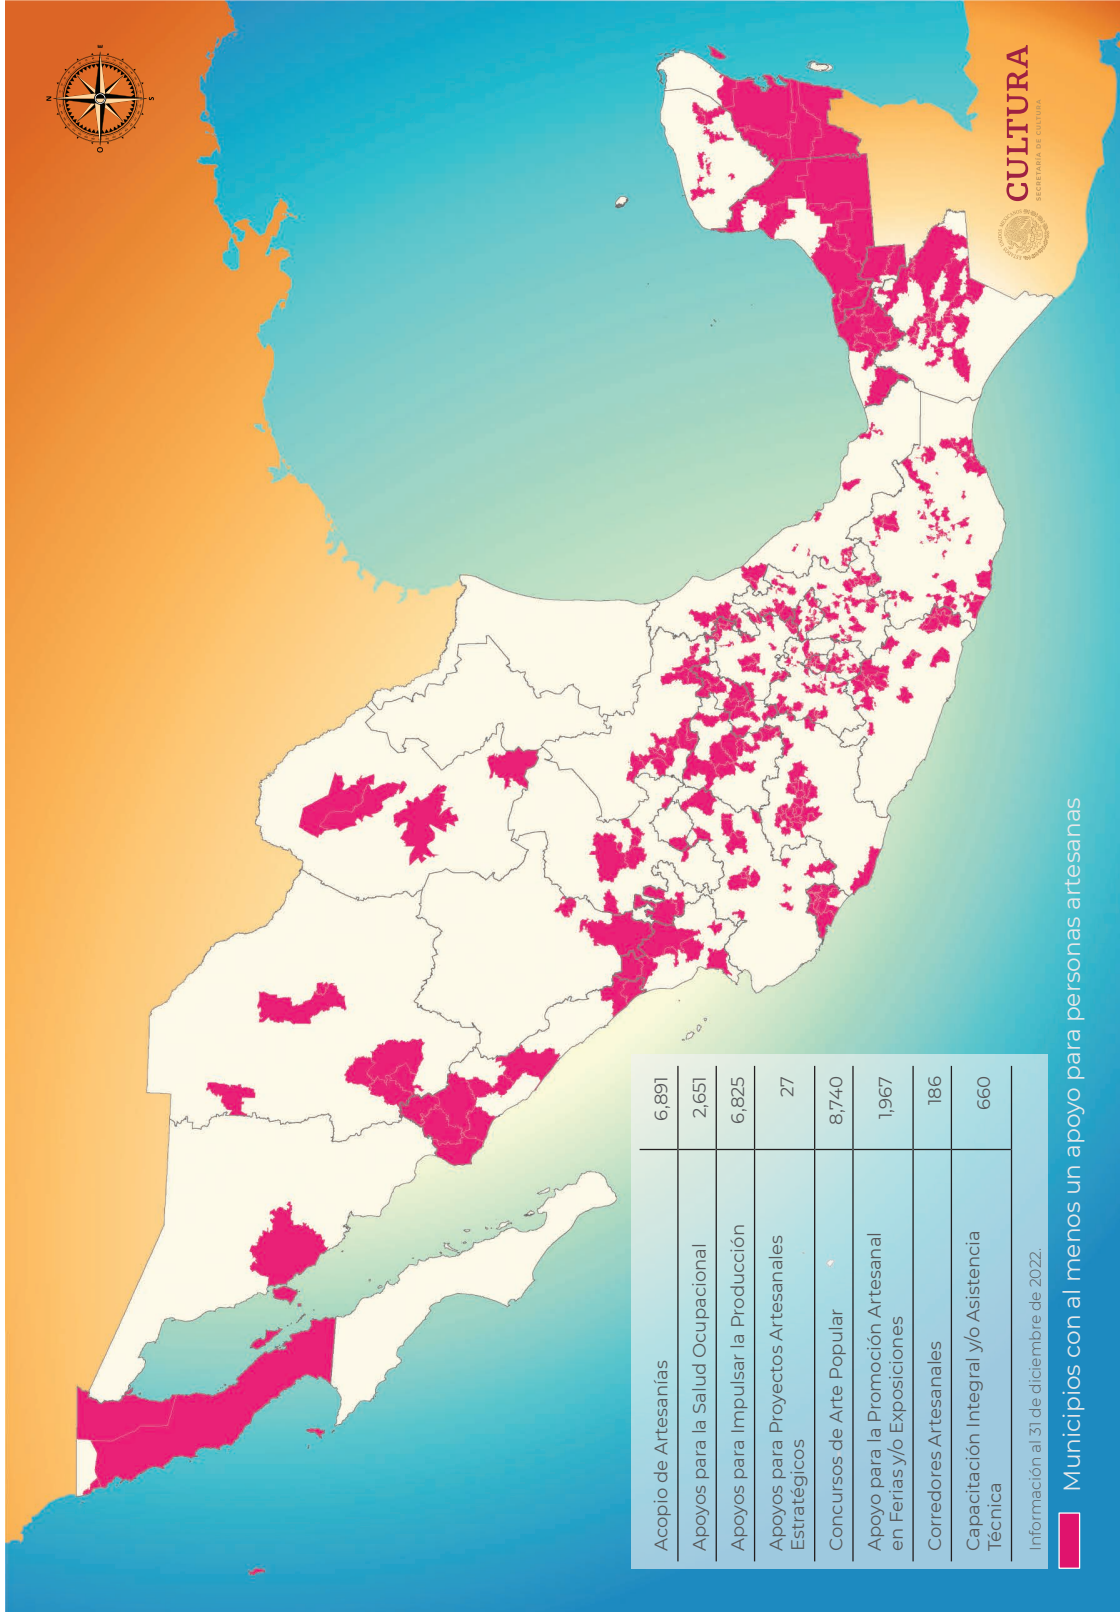 N
E
S
O
CULTURA
SECRETARÍA DE CULTURA
Acopio de Artesanías 6,891
Apoyos para la Salud Ocupacional 2,651
Apoyos para Impulsar la Producción 6,825
Apoyos para Proyectos Artesanales 27
Estratégicos
Concursos de Arte Popular 8,740
Apoyo para la Promoción Artesanal 1,967
en Ferias y/o Exposiciones
Corredores Artesanales 186
Capacitación Integral y/o Asistencia 660
Técnica
Información al 31 de diciembre de 2022.
Municipios con al menos un apoyo para personas artesanas